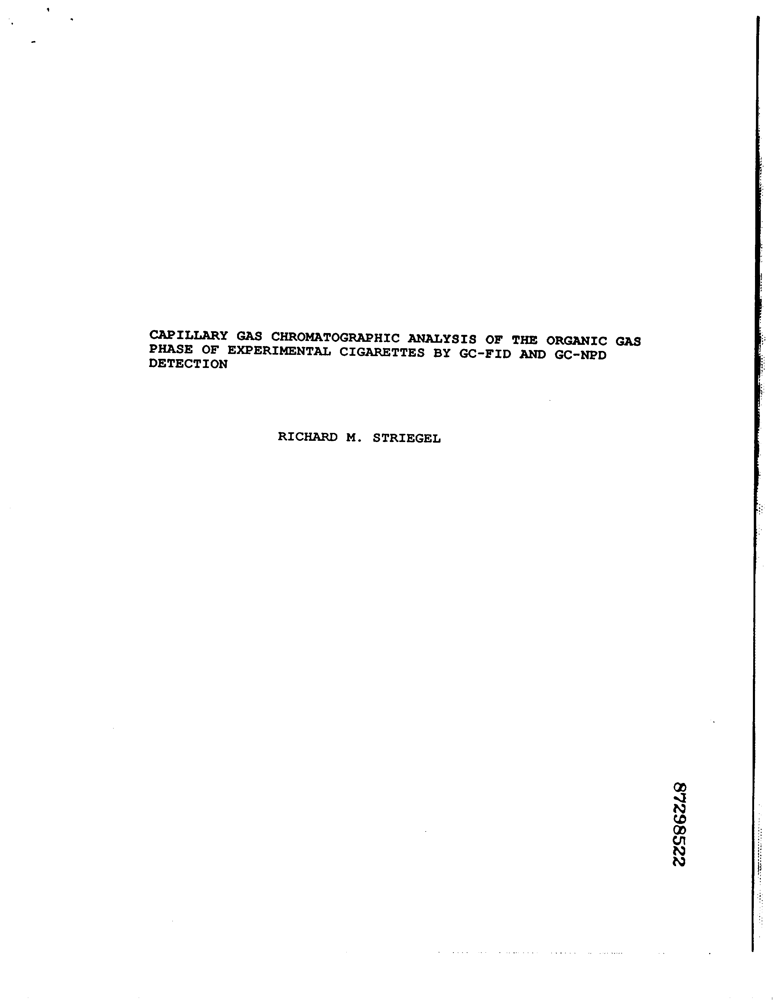 CAPILLARY GAS CHROMATOGRAPHIC ANALYSIS OF THE ORGANIC GAS
PHASE OF EXPERIMENTAL CIGARETTES BY GC-FID AND GC-NPD
DETECTION
RICHARD M. STRIEGEL
87298522